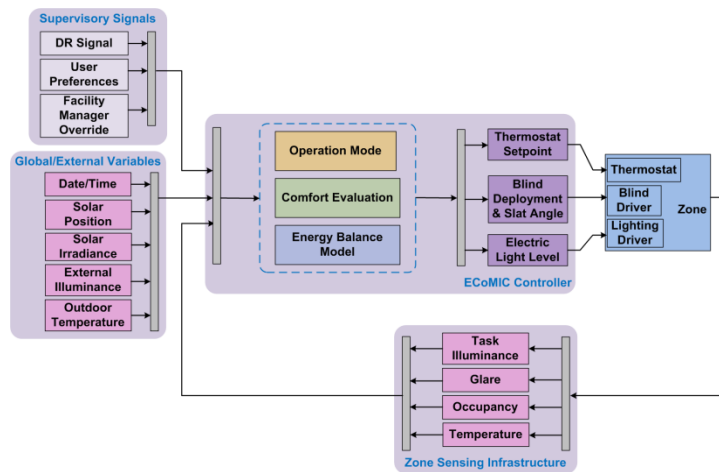 Supervisory Signals
DR Signal
User
Preferences
Facility
Manager
Override
Global/External Variables
Date/Time
Solar
Position
Solar
Irradiance
External
Illuminance
Outdoor
Temperature
Operation Mode
Comfort Evaluation
Energy Balance
Model
Thermostat
Setpoint
Blind
Deployment
& Slat Angle
Electric
Light Level
ECoMIC Controller
Thermostat
Blind
Driver
Zone
Lighting
Driver
Task
Illuminance
Glare
Occupancy
Temperature
Zone Sensing Infrastructure